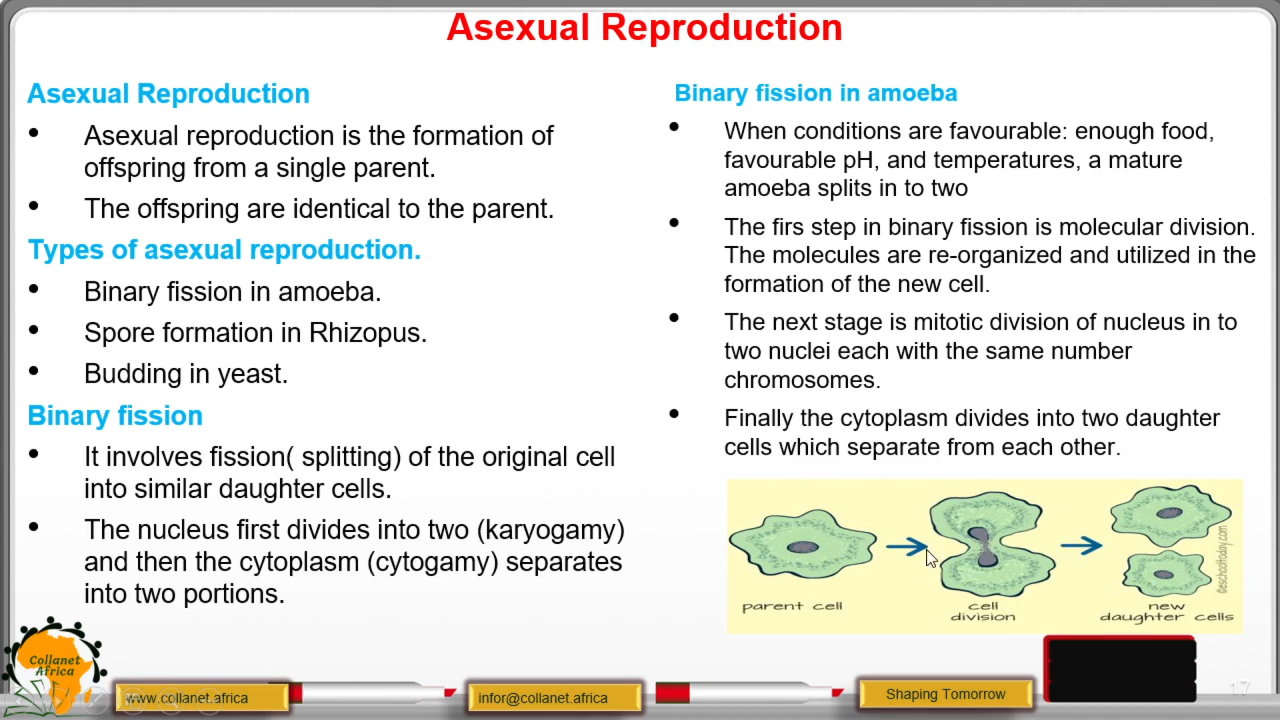 Asexual Reproduction
Asexual Reproduction
• Asexual reproduction is the formation of
offspring from a single parent.
• The offspring are identical to the parent.
Types of asexual reproduction.
• Binary fission in amoeba.
• Spore formation in Rhizopus.
• Budding in yeast.
Binary fission
• It involves fission( splitting) of the original cell
into similar daughter cells.
• The nucleus first divides into two (karyogamy)
and then the cytoplasm (cytogamy) separates
into two portions.
Binary fission in amoeba
• When conditions are favourable: enough food,
favourable pH, and temperatures, a mature
amoeba splits in to two
• The firs step in binary fission is molecular division.
The molecules are re-organized and utilized in the
formation of the new cell.
• The next stage is mitotic division of nucleus in to
two nuclei each with the same number
chromosomes.
• Finally the cytoplasm divides into two daughter
cells which separate from each other.
parent cell
cell
division
new
daughter cells
©eschooltoday.com
Collanet
Africa
www.collanet.africa
infor@collanet.africa
Shaping Tomorrow
17